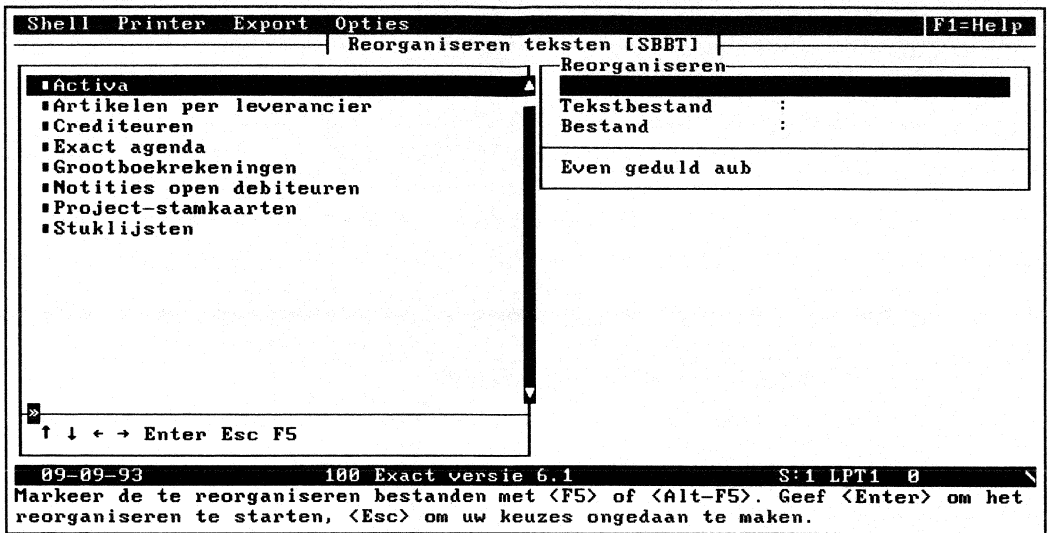 Shell Printer Export Opties F1=Help
Reorganiseren teksten [SBBT]
Reorganiseren
Activa
Artikelen per leverancier
Crediteuren
Exact agenda
Grootboekrekeningen
Notities open debiteuren
Project-stamkaarten
Stuklijsten
Tekstbestand :
Bestand :
Even geduld aub
»
↑ ↓ ← → Enter Esc F5
09-09-93 100 Exact versie 6.1 S:1 LPT1 0 \
Markeer de te reorganiseren bestanden met <F5> of <Alt-F5>. Geef <Enter> om het
reorganiseren te starten, <Esc> om uw keuzes ongedaan te maken.